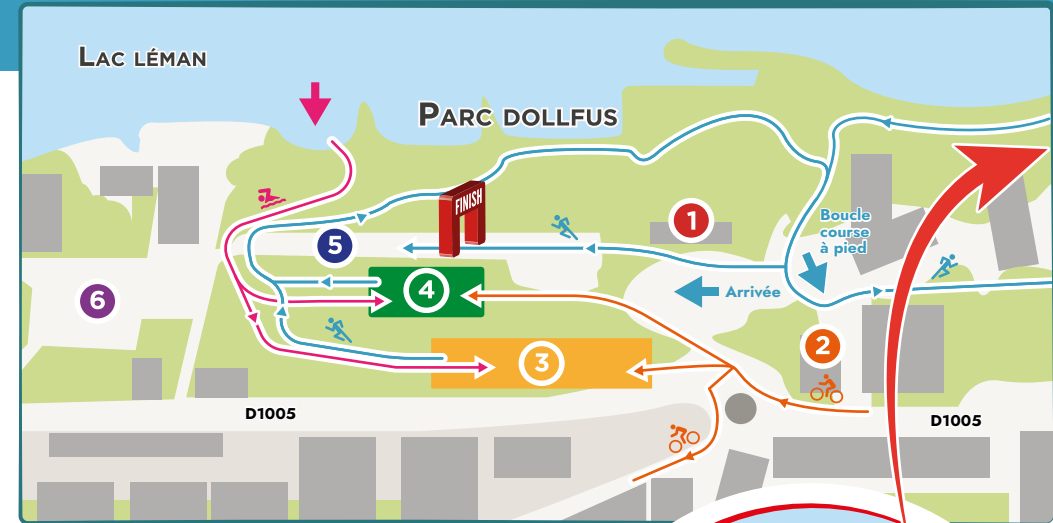 LAC LÉMAN
PARC DOLLFUS
FINISH
1
Boucle
course
à pied
5
4
6
Arrivée
2
3
D1005
D1005